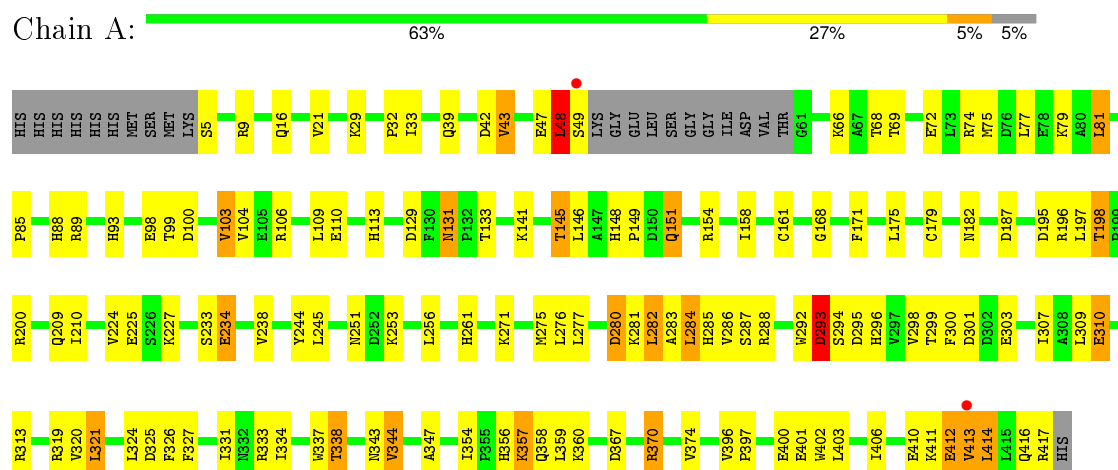 Chain A:
63% 27% 5% 5%
HIS HIS HIS HIS HIS HIS MET SER MET LYS S5 R9 Q16 V21 K29 P32 I33 Q39 D42 V43 E47 L48 S49 LYS GLY GLU LEU SER GLY GLY ILE ASP VAL THR G61 K66 A67 T68 T69 E72 L73 R74 M75 D76 L77 E78 K79 A80 L81
P85 H88 R89 H93 E98 T99 D100 V103 V104 E105 R106 L109 E110 H113 D129 F130 N131 P132 T133 K141 T145 L146 A147 H148 P149 D150 Q151 R154 I158 C161 G168 F171 L175 C179 N182 D187 D195 R196 L197 T198 P199
R200 Q209 I210 V224 E225 S226 K227 S233 E234 V238 Y244 L245 N251 D252 K253 L256 H261 K271 M275 L276 L277 D280 K281 L282 A283 L284 H285 V286 S287 R288 W292 D293 S294 D295 H296 V297 V298 T299 F300 D301 D302 E303 I307 A308 L309 E310
R313 R319 V320 L321 L324 D325 F326 F327 I331 N332 R333 I334 W337 T338 N343 V344 A347 I354 P355 H356 K357 Q358 L359 K360 D367 R370 V374 V396 P397 E400 E401 W402 L403 I406 E410 K411 E412 V413 L414 L415 Q416 R417 HIS